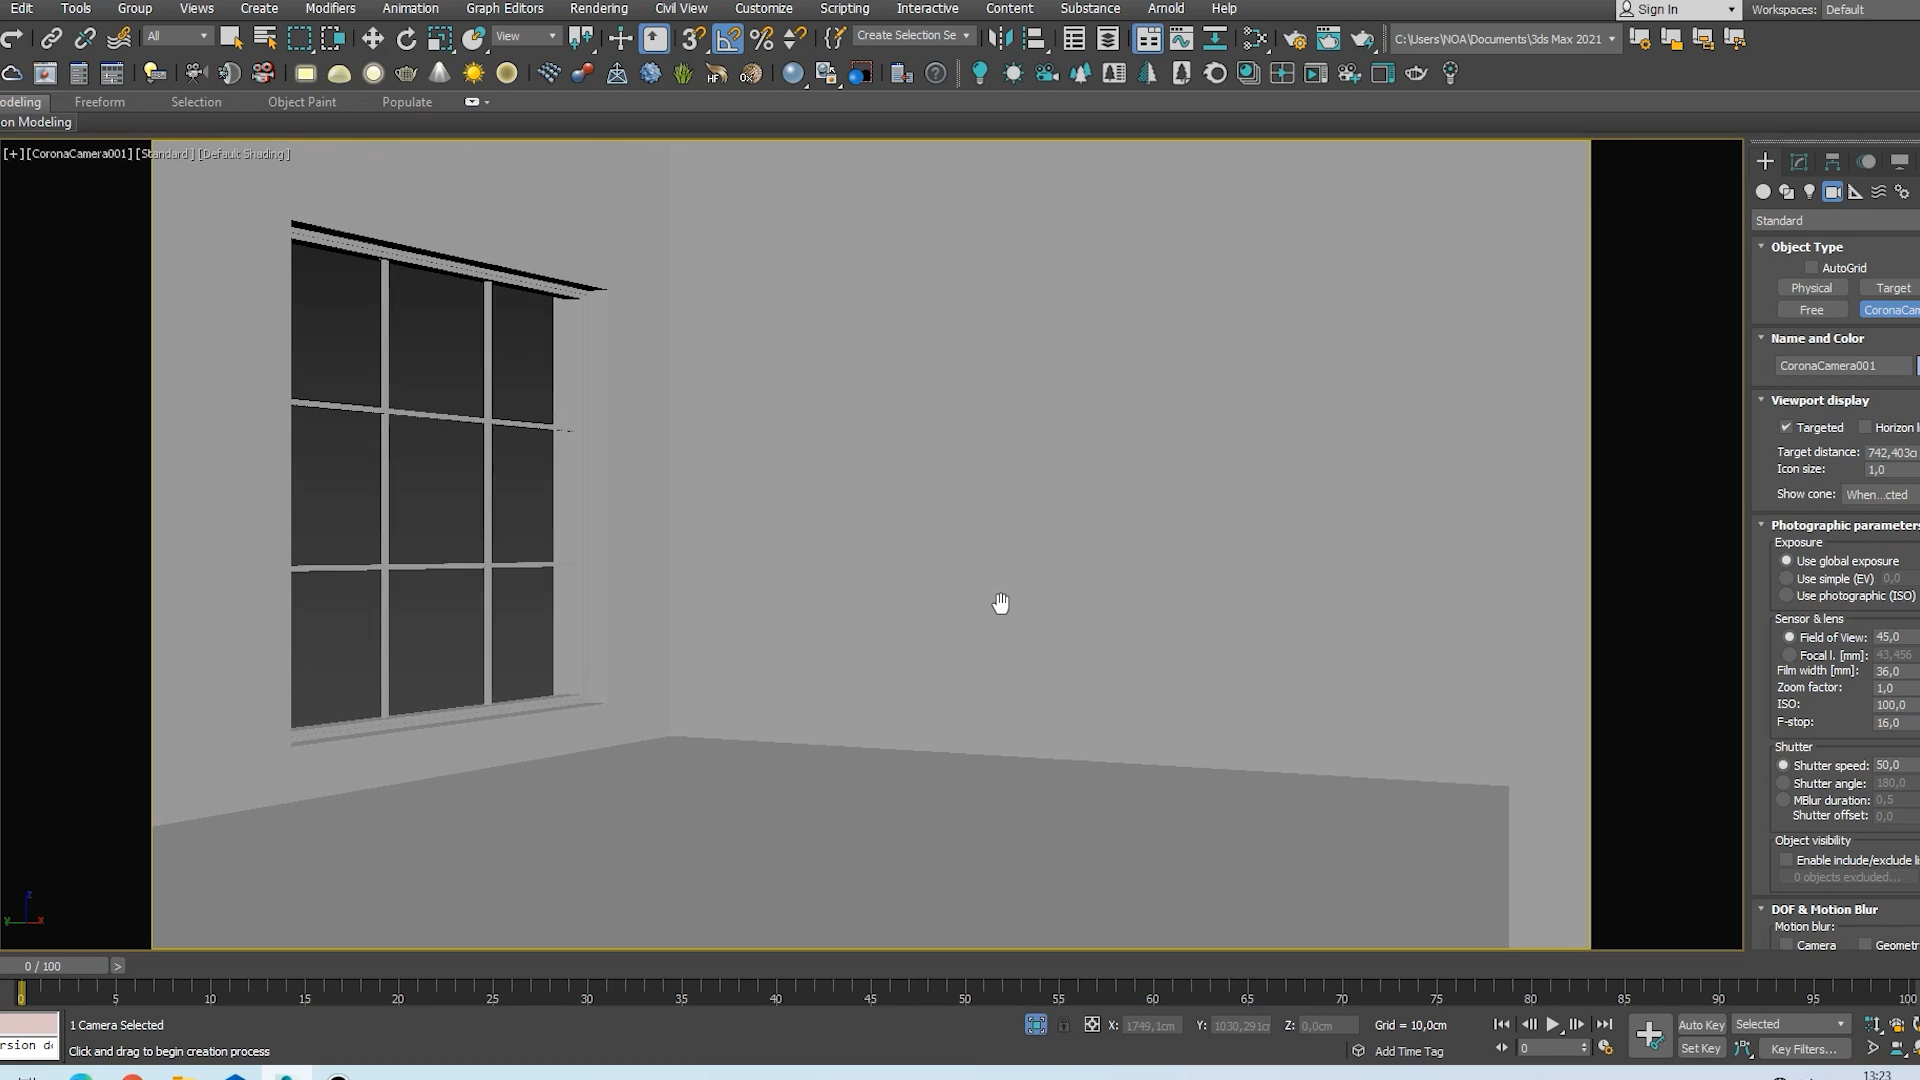 Edit Tools Group Views Create Modifiers Animation Graph Editors Rendering Civil View Customize Scripting Interactive Content Substance Arnold Help Sign In Workspaces: Default
All View Create Selection Se C:\Users\NOA\Documents\3ds Max 2021
odeling Freeform Selection Object Paint Populate
on Modeling
[+] [CoronaCamera001] [Standard ] [Default Shading ]
Standard
Object Type
AutoGrid
Physical Target
Free CoronaCam
Name and Color
CoronaCamera001
Viewport display
Targeted Horizon li
Target distance: 742,403c
Icon size: 1,0
Show cone: When...cted
Photographic parameters
Exposure
Use global exposure
Use simple (EV) 0,0
Use photographic (ISO)
Sensor & lens
Field of View: 45,0
Focal l. [mm]: 43,456
Film width [mm]: 36,0
Zoom factor: 1,0
ISO: 100,0
F-stop: 16,0
Shutter
Shutter speed: 50,0
Shutter angle: 180,0
MBlur duration: 0,5
Shutter offset: 0,0
Object visibility
Enable include/exclude li
0 objects excluded...
DOF & Motion Blur
Motion blur:
Camera Geometr
z
y x
0 / 100 >
0 5 10 15 20 25 30 35 40 45 50 55 60 65 70 75 80 85 90 95 100
1 Camera Selected X: 1749,1cm Y: 1030,291c Z: 0,0cm Grid = 10,0cm Auto Key Selected
Click and drag to begin creation process Add Time Tag 0 Set Key Key Filters...
13:23